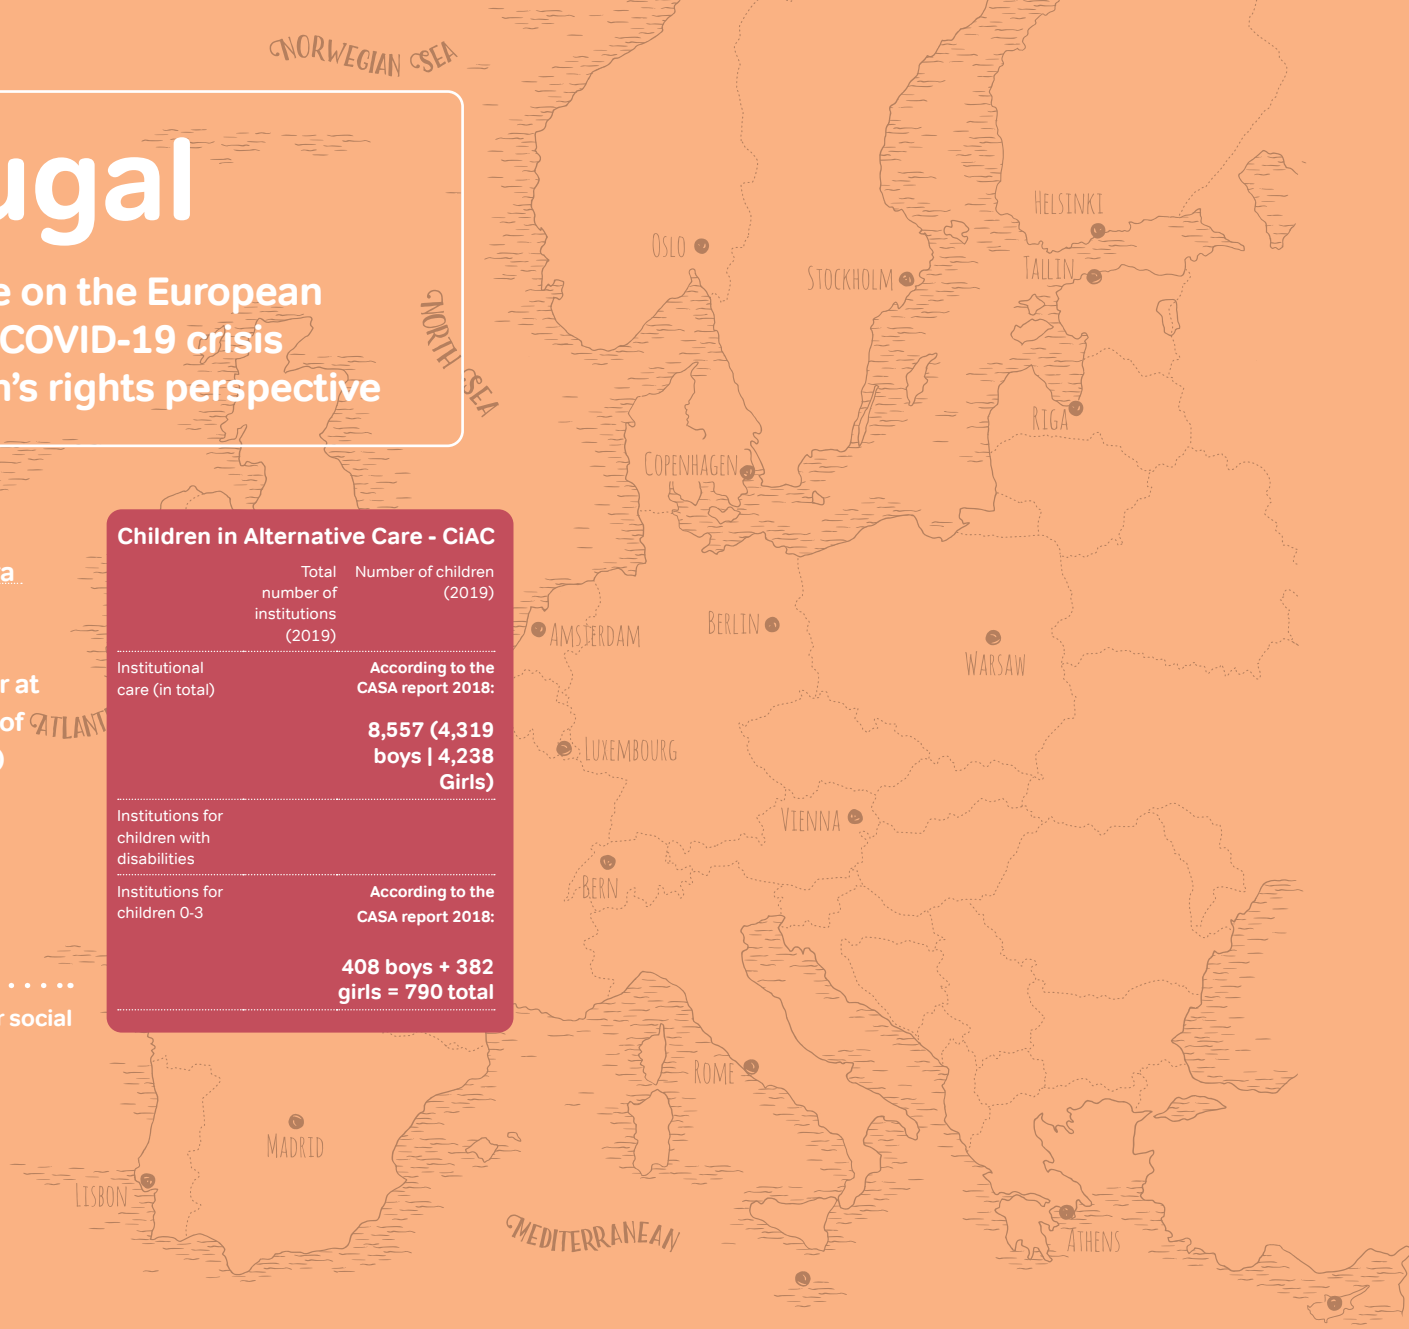 NORWEGIAN SEA
ugal
e on the European
COVID-19 crisis
n's rights perspective
NORTH SEA
HELSINKI
OSLO
STOCKHOLM
TALLIN
RIGA
COPENHAGEN
Children in Alternative Care - CiAC
Total
number of
institutions
(2019)
Number of children
(2019)
Institutional
care (in total)
According to the
CASA report 2018:
8,557 (4,319
boys | 4,238
Girls)
Institutions for
children with
disabilities
Institutions for
children 0-3
According to the
CASA report 2018:
408 boys + 382
girls = 790 total
a
r at
of
)
r social
ATLANT
AMSTERDAM
BERLIN
WARSAW
LUXEMBOURG
VIENNA
BERN
ROME
MADRID
LISBON
MEDITERRANEAN
ATHENS